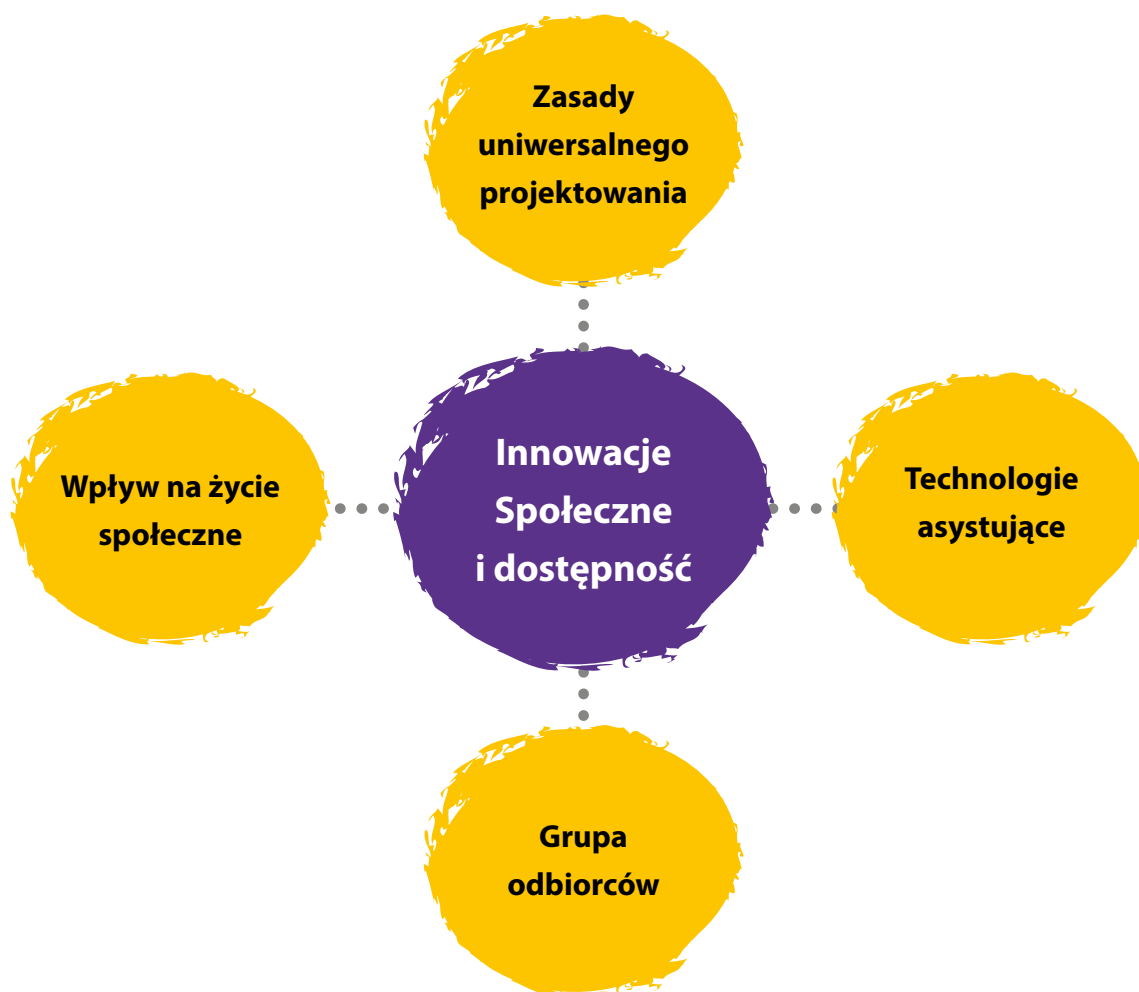 Zasady
uniwersalnego
projektowania
Wpływ na życie
społeczne
Innowacje
Społeczne
i dostępność
Technologie
asystujące
Grupa
odbiorców